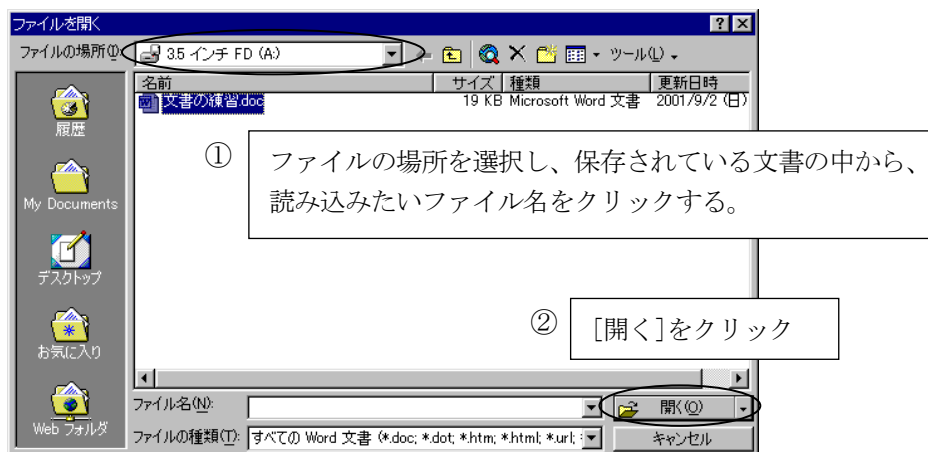 ファイルを開く
ファイルの場所(I):
3.5 インチ FD (A:)
ツール(L)
名前 サイズ 種類 更新日時
文書の練習.doc 19 KB Microsoft Word 文書 2001/9/2 (日)
履歴
My Documents
デスクトップ
お気に入り
Web フォルダ
① ファイルの場所を選択し、保存されている文書の中から、
読み込みたいファイル名をクリックする。
② [開く]をクリック
ファイル名(N):
開く(O)
ファイルの種類(T): すべての Word 文書 (*.doc; *.dot; *.htm; *.html; *.url;
キャンセル